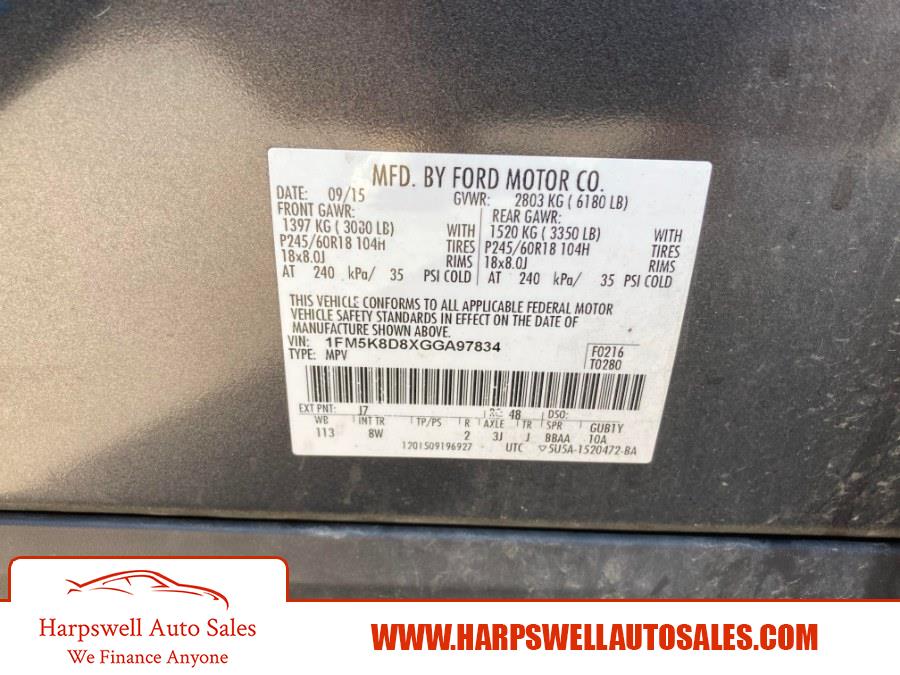 MFD. BY FORD MOTOR CO.
DATE: 09/15 GVWR: 2803 KG ( 6180 LB)
FRONT GAWR: REAR GAWR:
1397 KG ( 3080 LB) WITH 1520 KG ( 3350 LB) WITH
P245/60R18 104H TIRES P245/60R18 104H TIRES
18x8.0J RIMS 18x8.0J RIMS
AT 240 kPa/ 35 PSI COLD AT 240 kPa/ 35 PSI COLD
THIS VEHICLE CONFORMS TO ALL APPLICABLE FEDERAL MOTOR
VEHICLE SAFETY STANDARDS IN EFFECT ON THE DATE OF
MANUFACTURE SHOWN ABOVE.
VIN: 1FM5K8D8XGGA97834 F0216
TYPE: MPV T0280
EXT PNT: J7 RC: 48 DSO:
WB INT TR TP/PS R AXLE TR SPR GUB1Y
113 8W 2 3J J BBAA 10A
1201509196927 UTC ▽5U5A-1520472-BA
Harpswell Auto Sales
We Finance Anyone
WWW.HARPSWELLAUTOSALES.COM